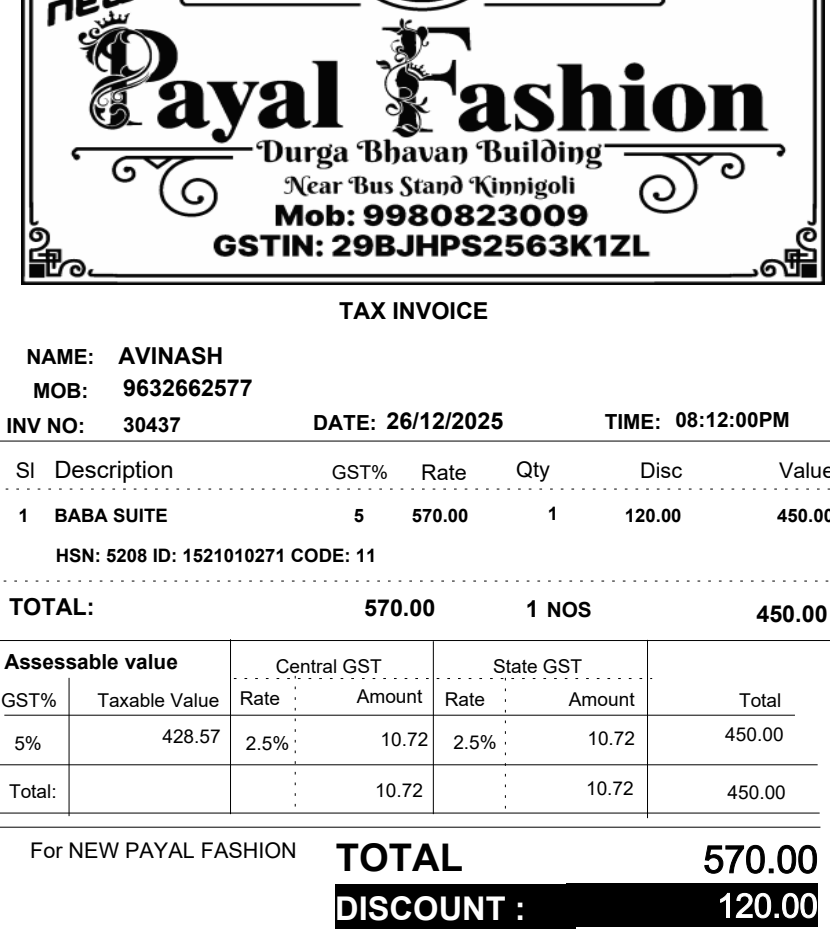 new
Payal Fashion
Durga Bhavan Building
Near Bus Stand Kinnigoli
Mob: 9980823009
GSTIN: 29BJHPS2563K1ZL
TAX INVOICE
NAME: AVINASH
MOB: 9632662577
INV NO: 30437 DATE: 26/12/2025 TIME: 08:12:00PM
Sl Description GST% Rate Qty Disc Value
1 BABA SUITE 5 570.00 1 120.00 450.00
HSN: 5208 ID: 1521010271 CODE: 11
TOTAL: 570.00 1 NOS 450.00
Assessable value Central GST State GST
GST% Taxable Value Rate Amount Rate Amount Total
5% 428.57 2.5% 10.72 2.5% 10.72 450.00
Total: 10.72 10.72 450.00
For NEW PAYAL FASHION TOTAL 570.00
DISCOUNT : 120.00